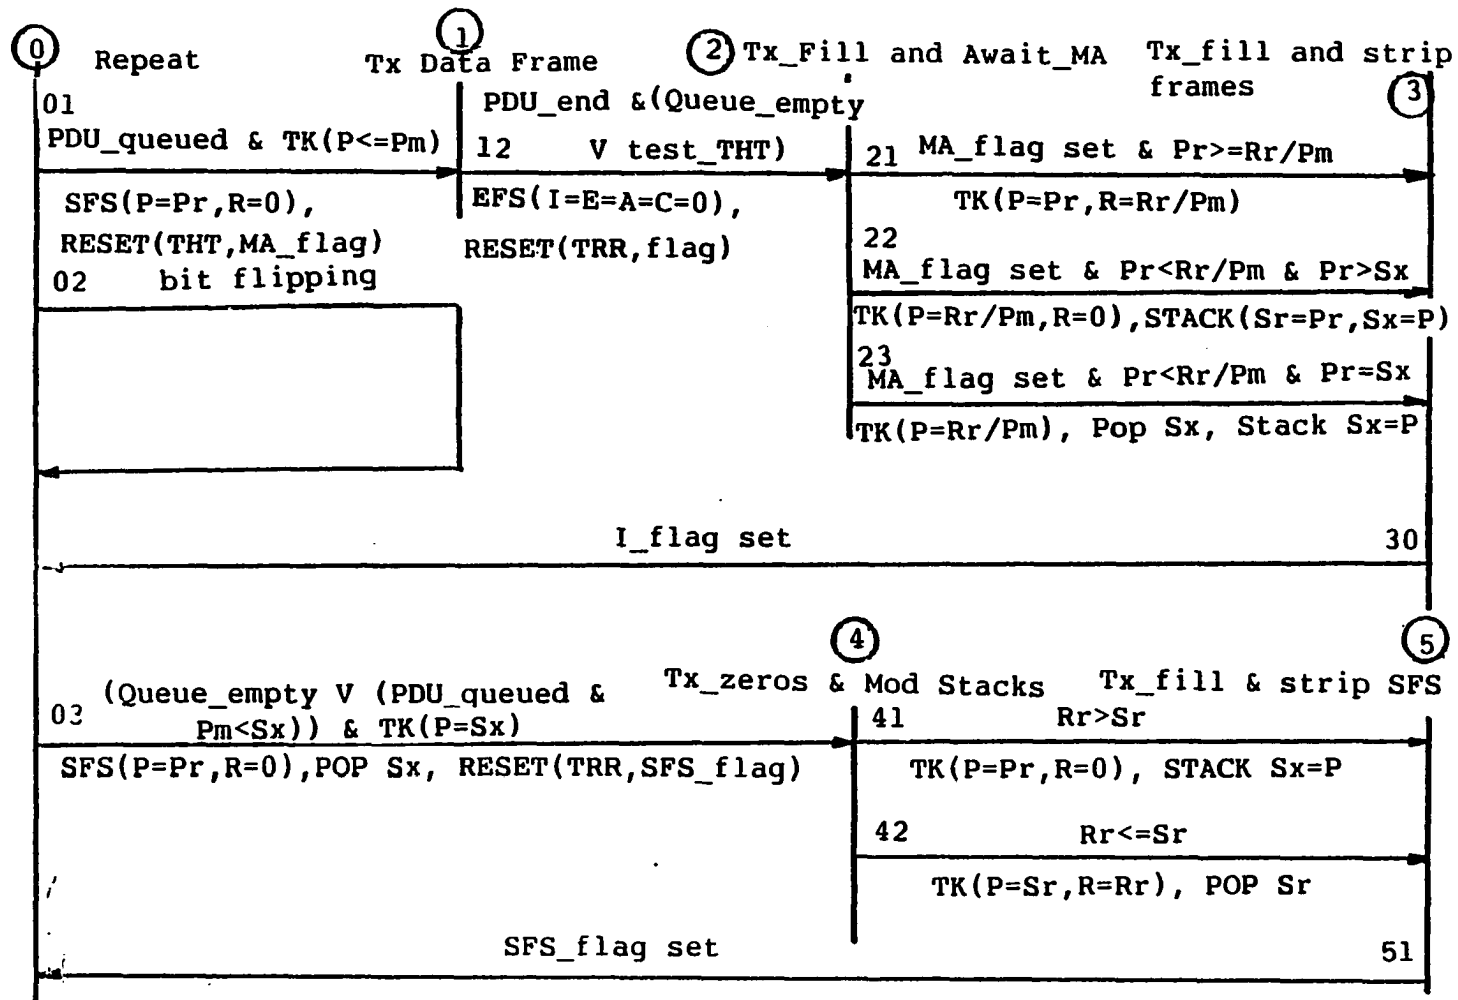 0 Repeat
1
Tx Data Frame
2 Tx_Fill and Await_MA
Tx_fill and strip
frames 3
01
PDU_queued & TK(P<=Pm)
SFS(P=Pr,R=0),
RESET(THT,MA_flag)
02 bit flipping
PDU_end &(Queue_empty
12 V test_THT)
EFS(I=E=A=C=0),
RESET(TRR,flag)
21 MA_flag set & Pr>=Rr/Pm
TK(P=Pr,R=Rr/Pm)
22
MA_flag set & Pr<Rr/Pm & Pr>Sx
TK(P=Rr/Pm,R=0),STACK(Sr=Pr,Sx=P)
23
MA_flag set & Pr<Rr/Pm & Pr=Sx
TK(P=Rr/Pm), Pop Sx, Stack Sx=P
I_flag set 30
4
5
Tx_zeros & Mod Stacks
Tx_fill & strip SFS
(Queue_empty V (PDU_queued &
03 Pm<Sx)) & TK(P=Sx)
SFS(P=Pr,R=0),POP Sx, RESET(TRR,SFS_flag)
41 Rr>Sr
TK(P=Pr,R=0), STACK Sx=P
42 Rr<=Sr
TK(P=Sr,R=Rr), POP Sr
SFS_flag set 51